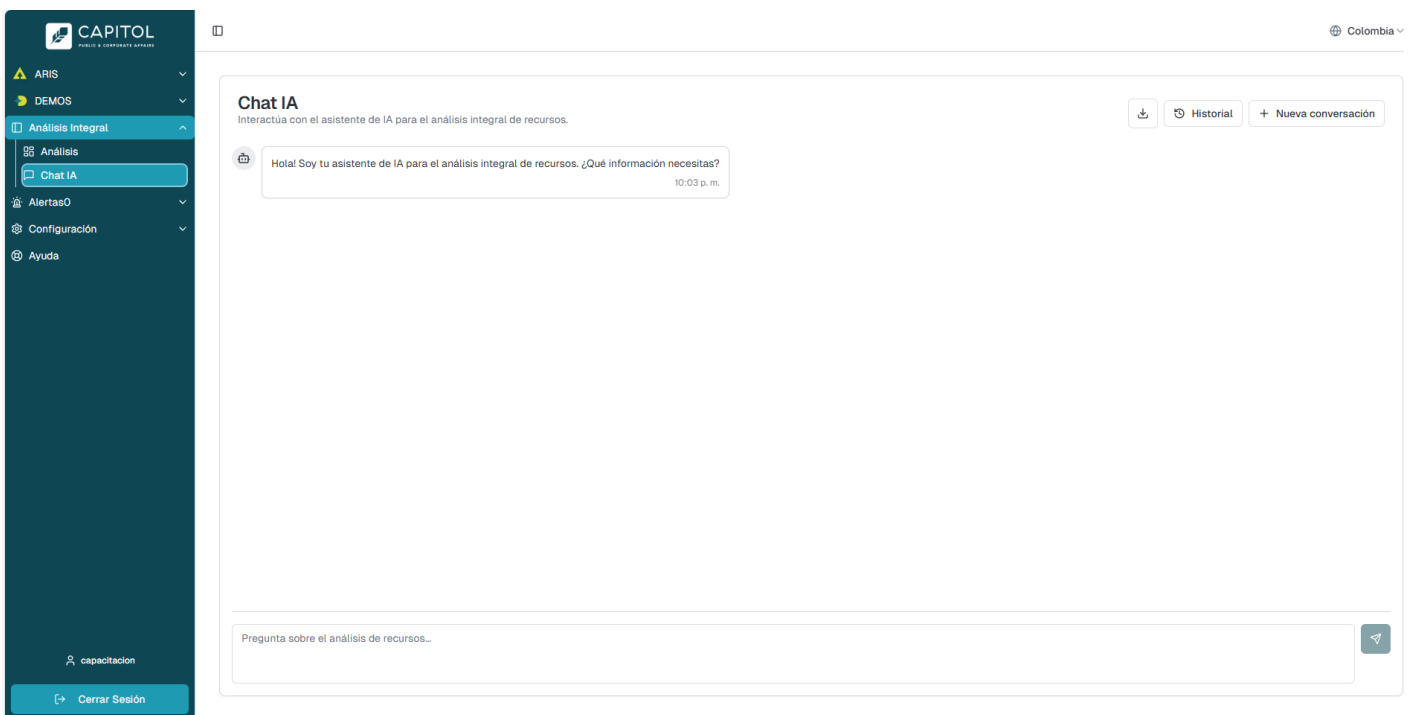 CAPITOL
PUBLIC & CORPORATE AFFAIRS
ARIS
DEMOS
Análisis Integral
Análisis
Chat IA
Alertas0
Configuración
Ayuda
capacitacion
Cerrar Sesión
Colombia
Chat IA
Interactúa con el asistente de IA para el análisis integral de recursos.
Historial
+ Nueva conversación
Hola! Soy tu asistente de IA para el análisis integral de recursos. ¿Qué información necesitas?
10:03 p. m.
Pregunta sobre el análisis de recursos...